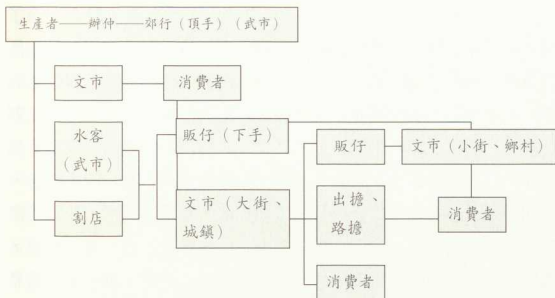 生產者——辦仲——郊行(頂手)(武市)
文市
消費者
水客
(武市)
販仔(下手)
販仔
文市(小街、鄉村)
割店
文市(大街、
城鎮)
出擔、
路擔
消費者
消費者